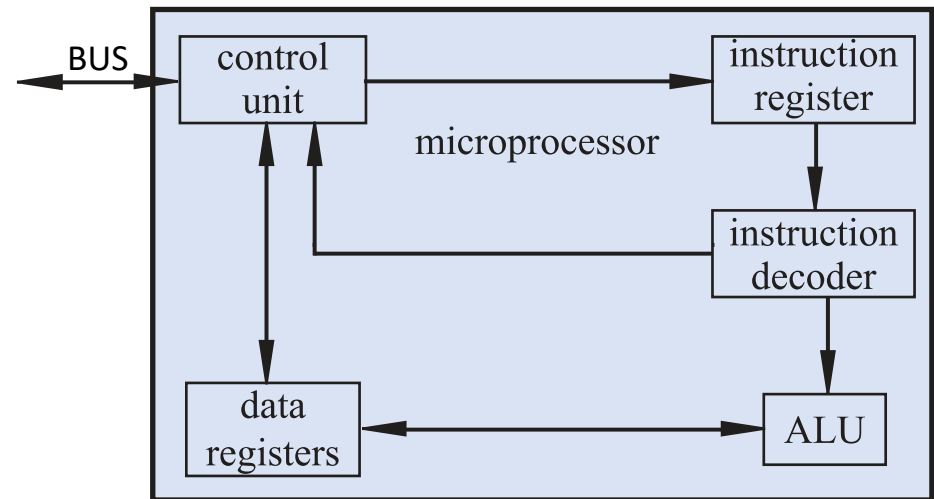 BUS
control
unit
instruction
register
microprocessor
instruction
decoder
data
registers
ALU